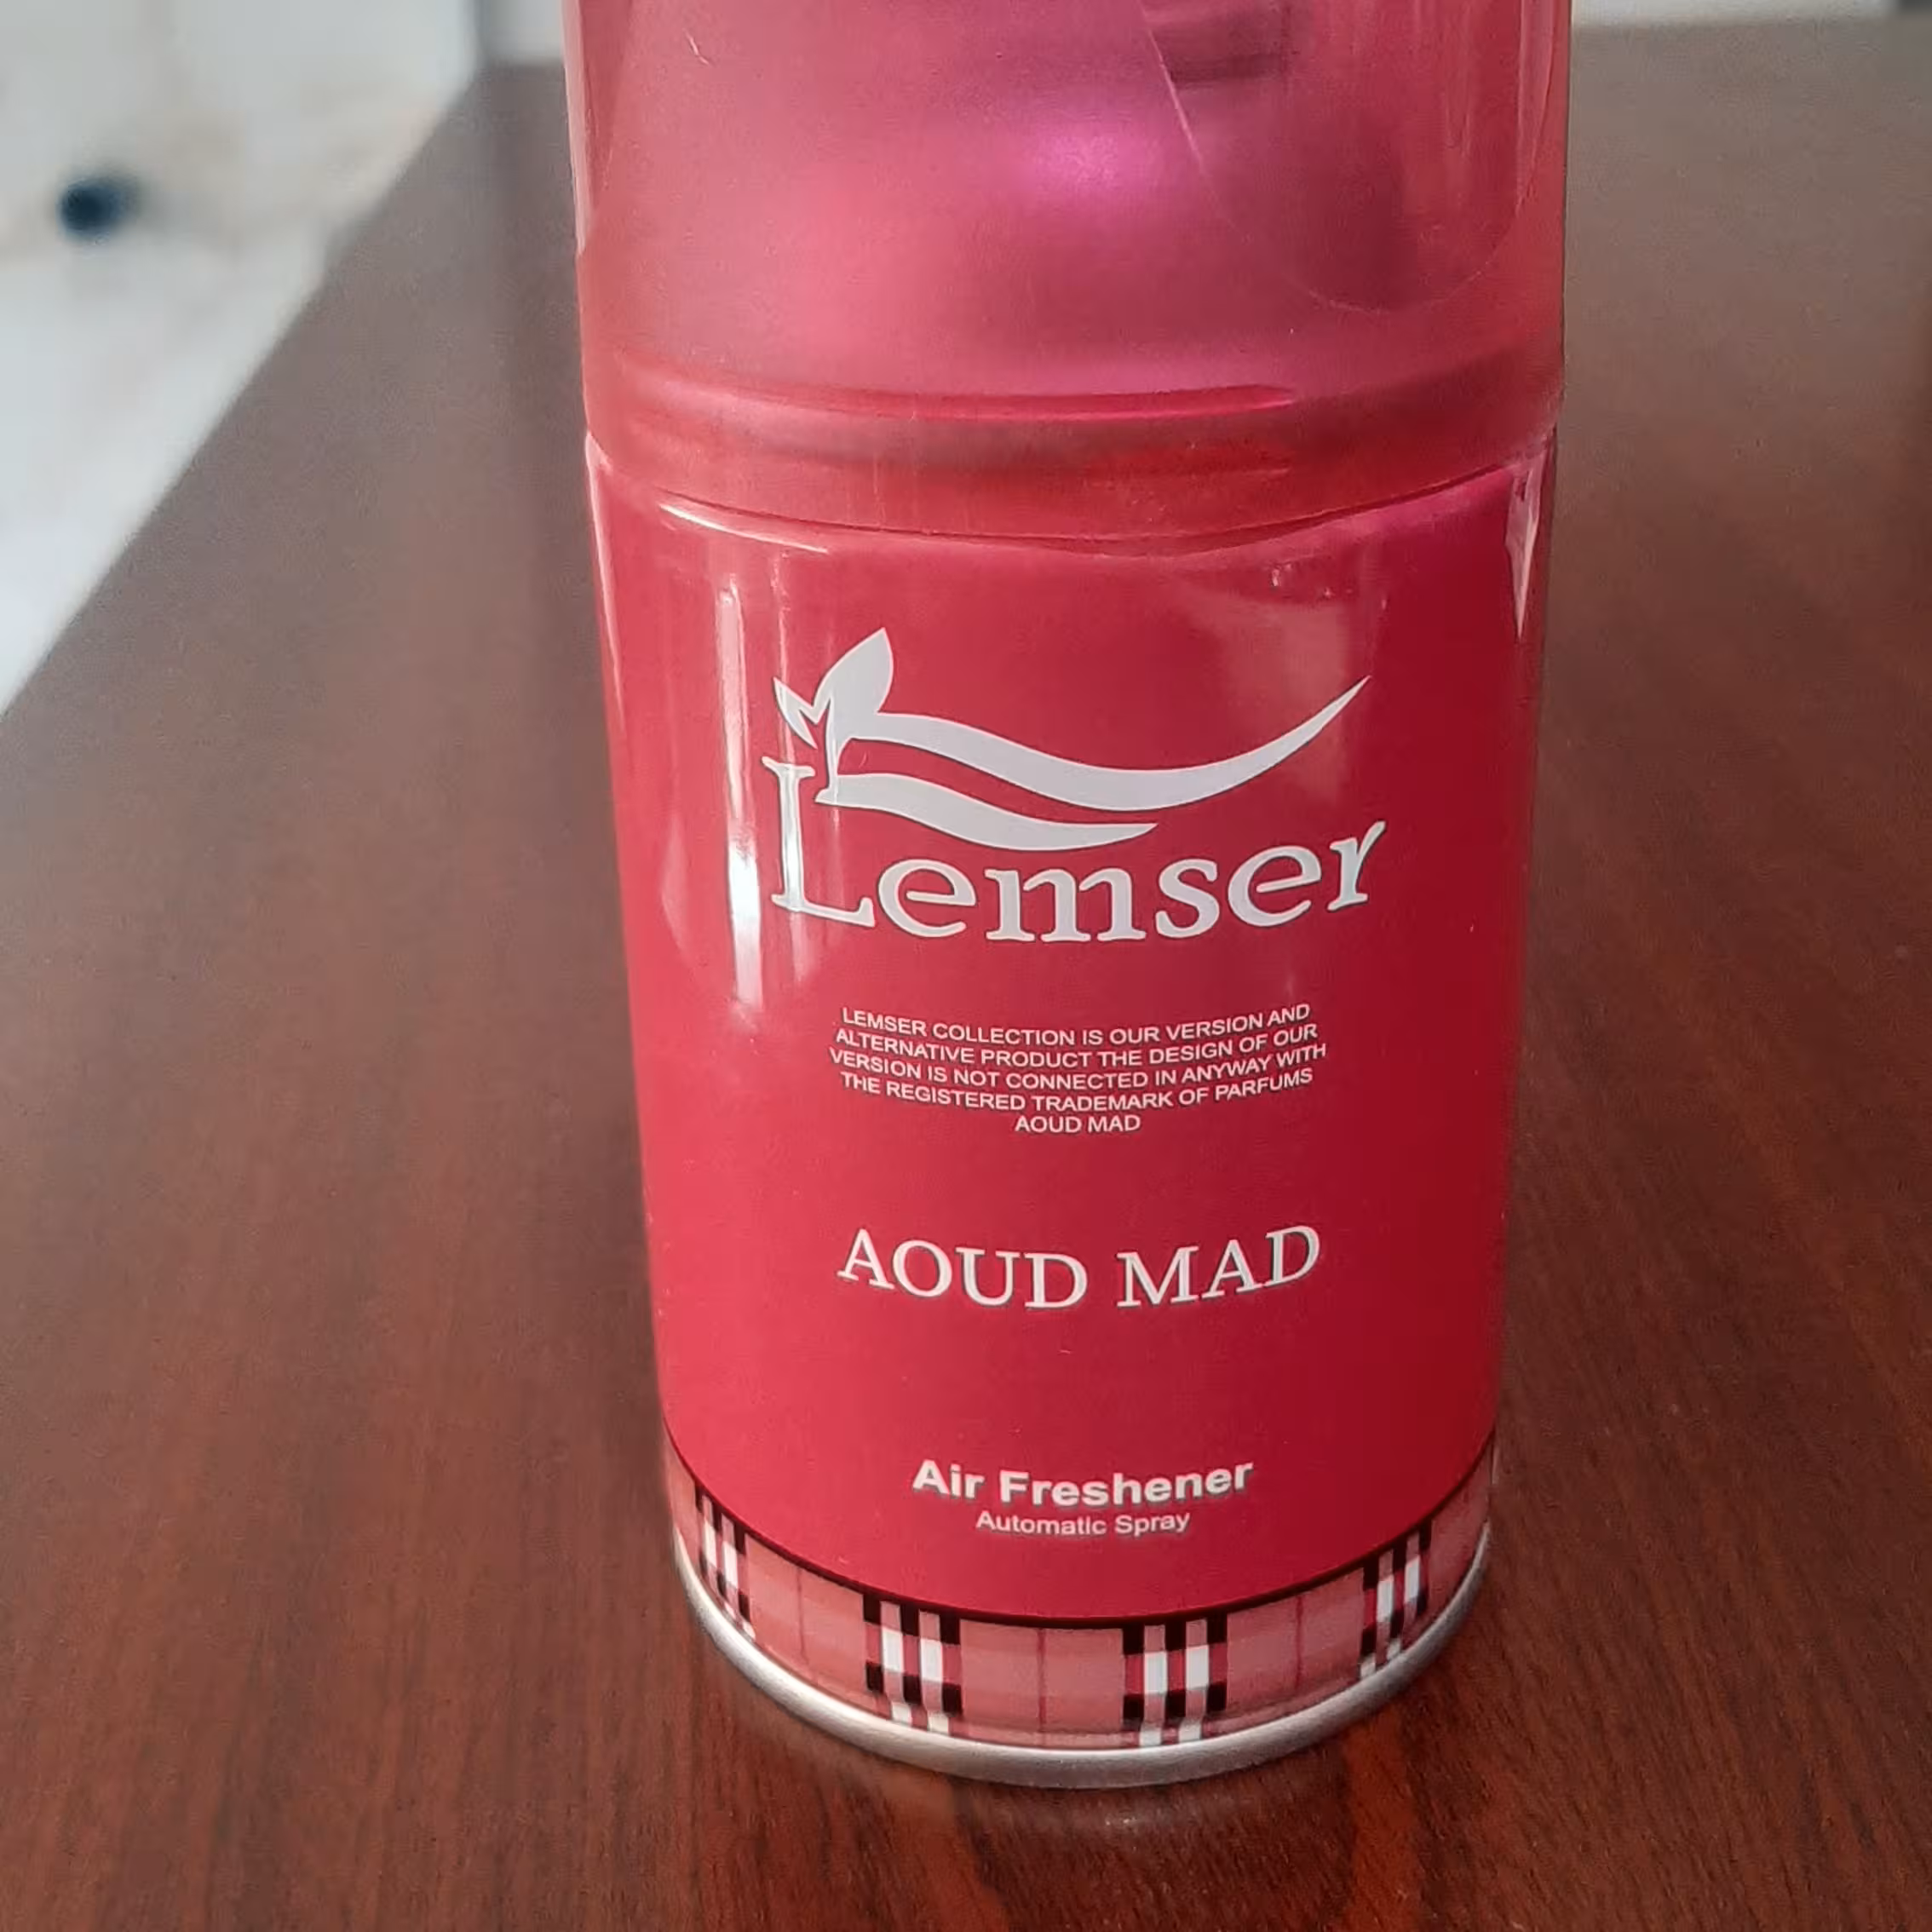 Lemser
LEMSER COLLECTION IS OUR VERSION AND
ALTERNATIVE PRODUCT THE DESIGN OF OUR
VERSION IS NOT CONNECTED IN ANYWAY WITH
THE REGISTERED TRADEMARK OF PARFUMS
AOUD MAD
AOUD MAD
Air Freshener
Automatic Spray